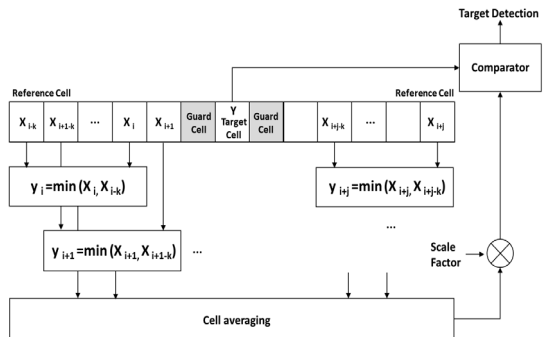 Target Detection
Comparator
Reference Cell
Reference Cell
X i-k X i+1-k ... X i X i+1 Guard Cell Y Target Cell Guard Cell X i+j-k ... X i+j
y i =min (X i, X i-k)
y i+j =min (X i+j, X i+j-k)
...
y i+1 =min (X i+1, X i+1-k)
...
Scale Factor
Cell averaging